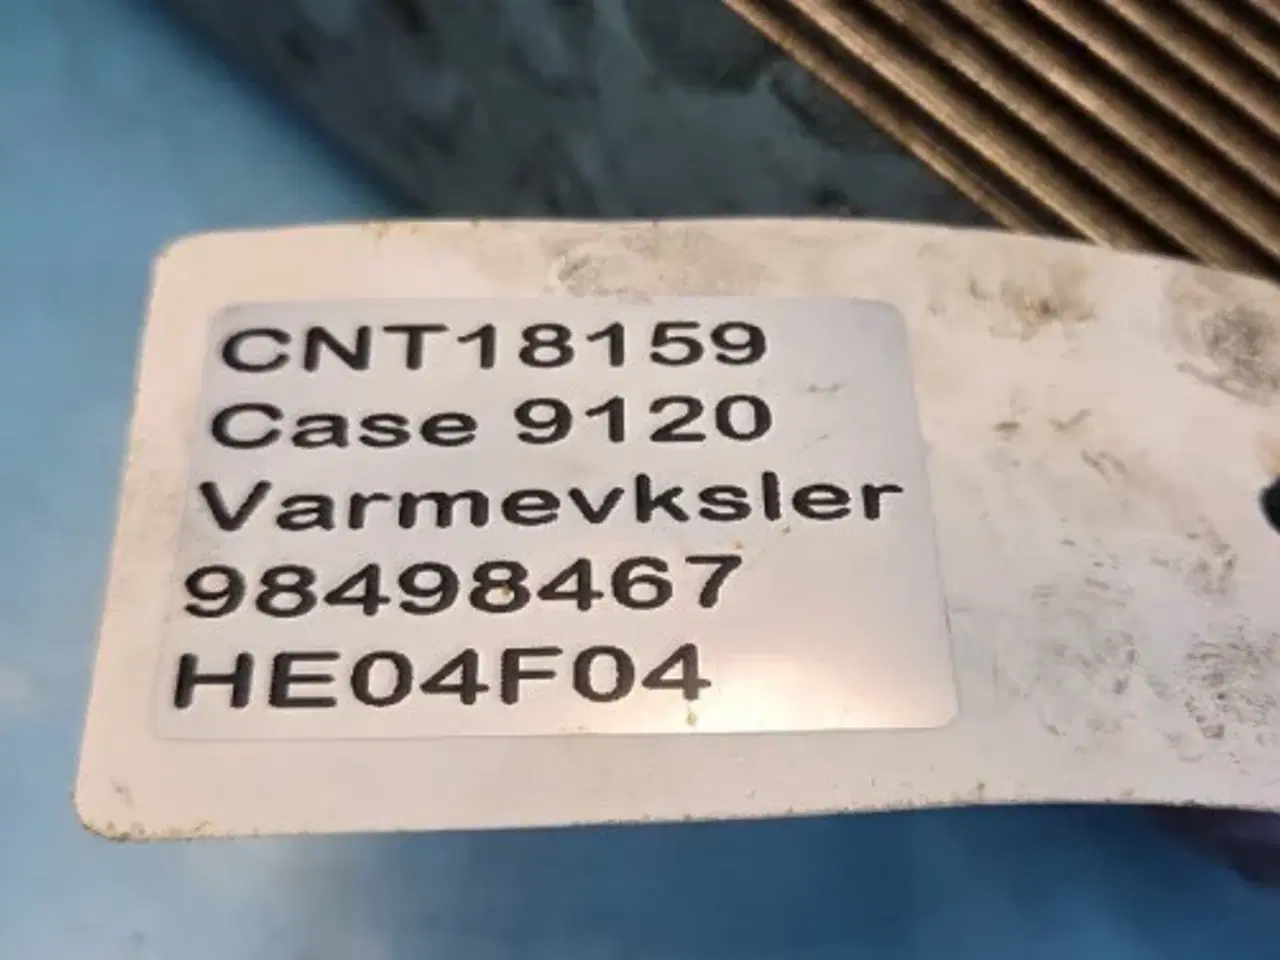 CNT18159
Case 9120
Varmevksler
98498467
HE04F04